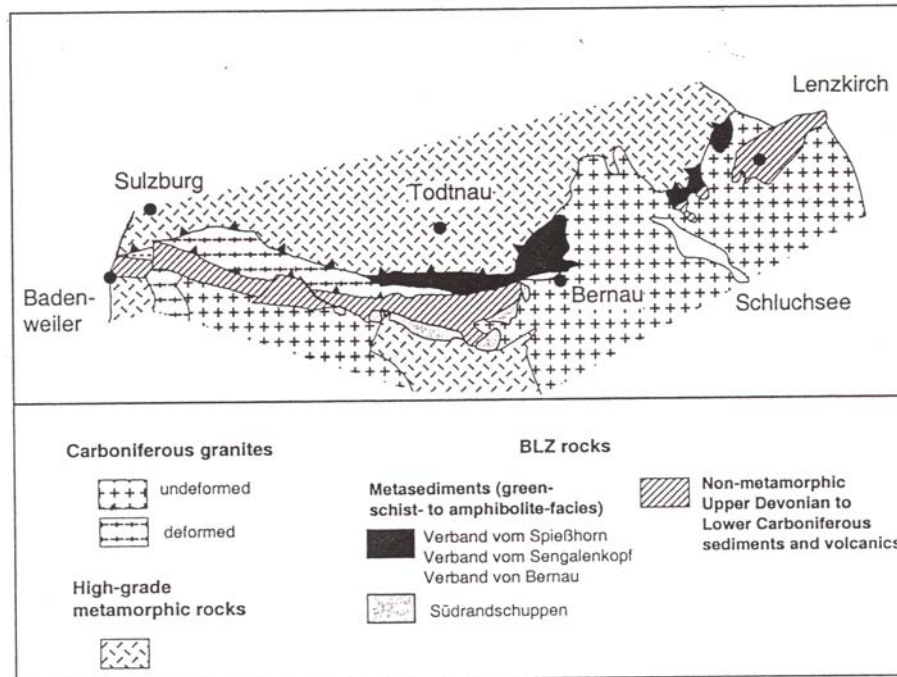 Lenzkirch
Sulzburg
Todtnau
Baden-
weiler
Bernau
Schluchsee
Carboniferous granites
undeformed
deformed
High-grade
metamorphic rocks
BLZ rocks
Metasediments (green-
schist- to amphibolite-facies)
Verband vom Spießhorn
Verband vom Sengalenkopf
Verband von Bernau
Südrandschuppen
Non-metamorphic
Upper Devonian to
Lower Carboniferous
sediments and volcanics